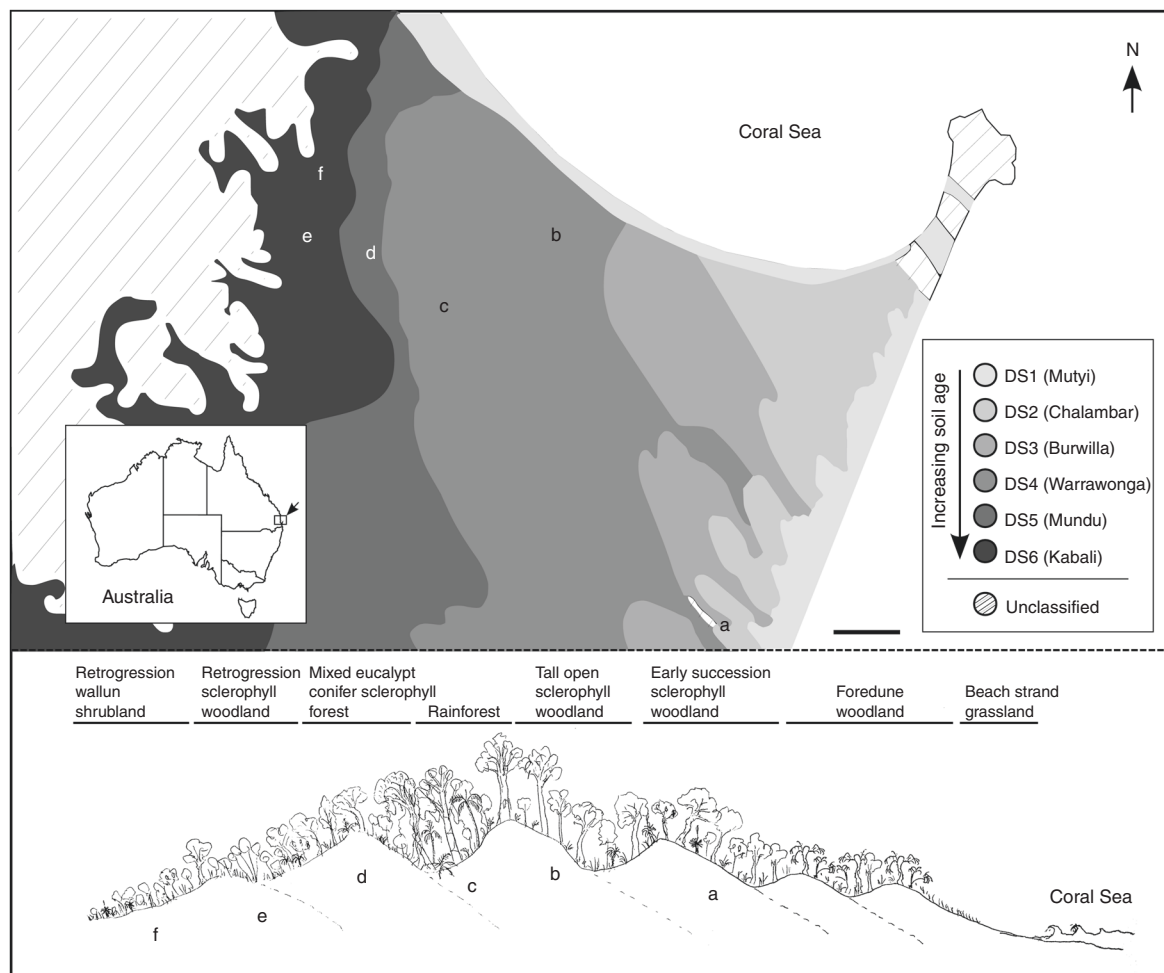 N
Coral Sea
f
e
d
b
c
a
Increasing soil age
DS1 (Mutyi)
DS2 (Chalambar)
DS3 (Burwilla)
DS4 (Warrawonga)
DS5 (Mundu)
DS6 (Kabali)
Unclassified
Australia
Retrogression
wallun
shrubland
Retrogression
sclerophyll
woodland
Mixed eucalypt
conifer sclerophyll
forest
Rainforest
Tall open
sclerophyll
woodland
Early succession
sclerophyll
woodland
Foredune
woodland
Beach strand
grassland
f
e
d
c
b
a
Coral Sea